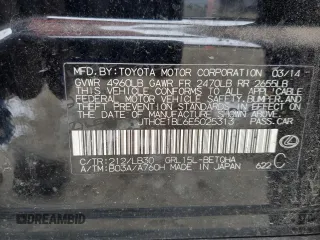 MFD.BY:TOYOTA MOTOR CORPORATION 03/14
GVWR 4960LB GAWR FR 2470LB RR 2655LB
THIS VEHICLE CONFORMS TO ALL APPLICABLE
FEDERAL MOTOR VEHICLE SAFETY, BUMPER, AND
THEFT PREVENTION STANDARDS IN EFFECT ON
THE DATE OF MANUFACTURE SHOWN ABOVE.
JTHCE1BL6E5025313 PASS.CAR
C/TR:212/LB30 GRL15L-BETQHA
A/TM:B03A/A760H
MADE IN JAPAN
C
622